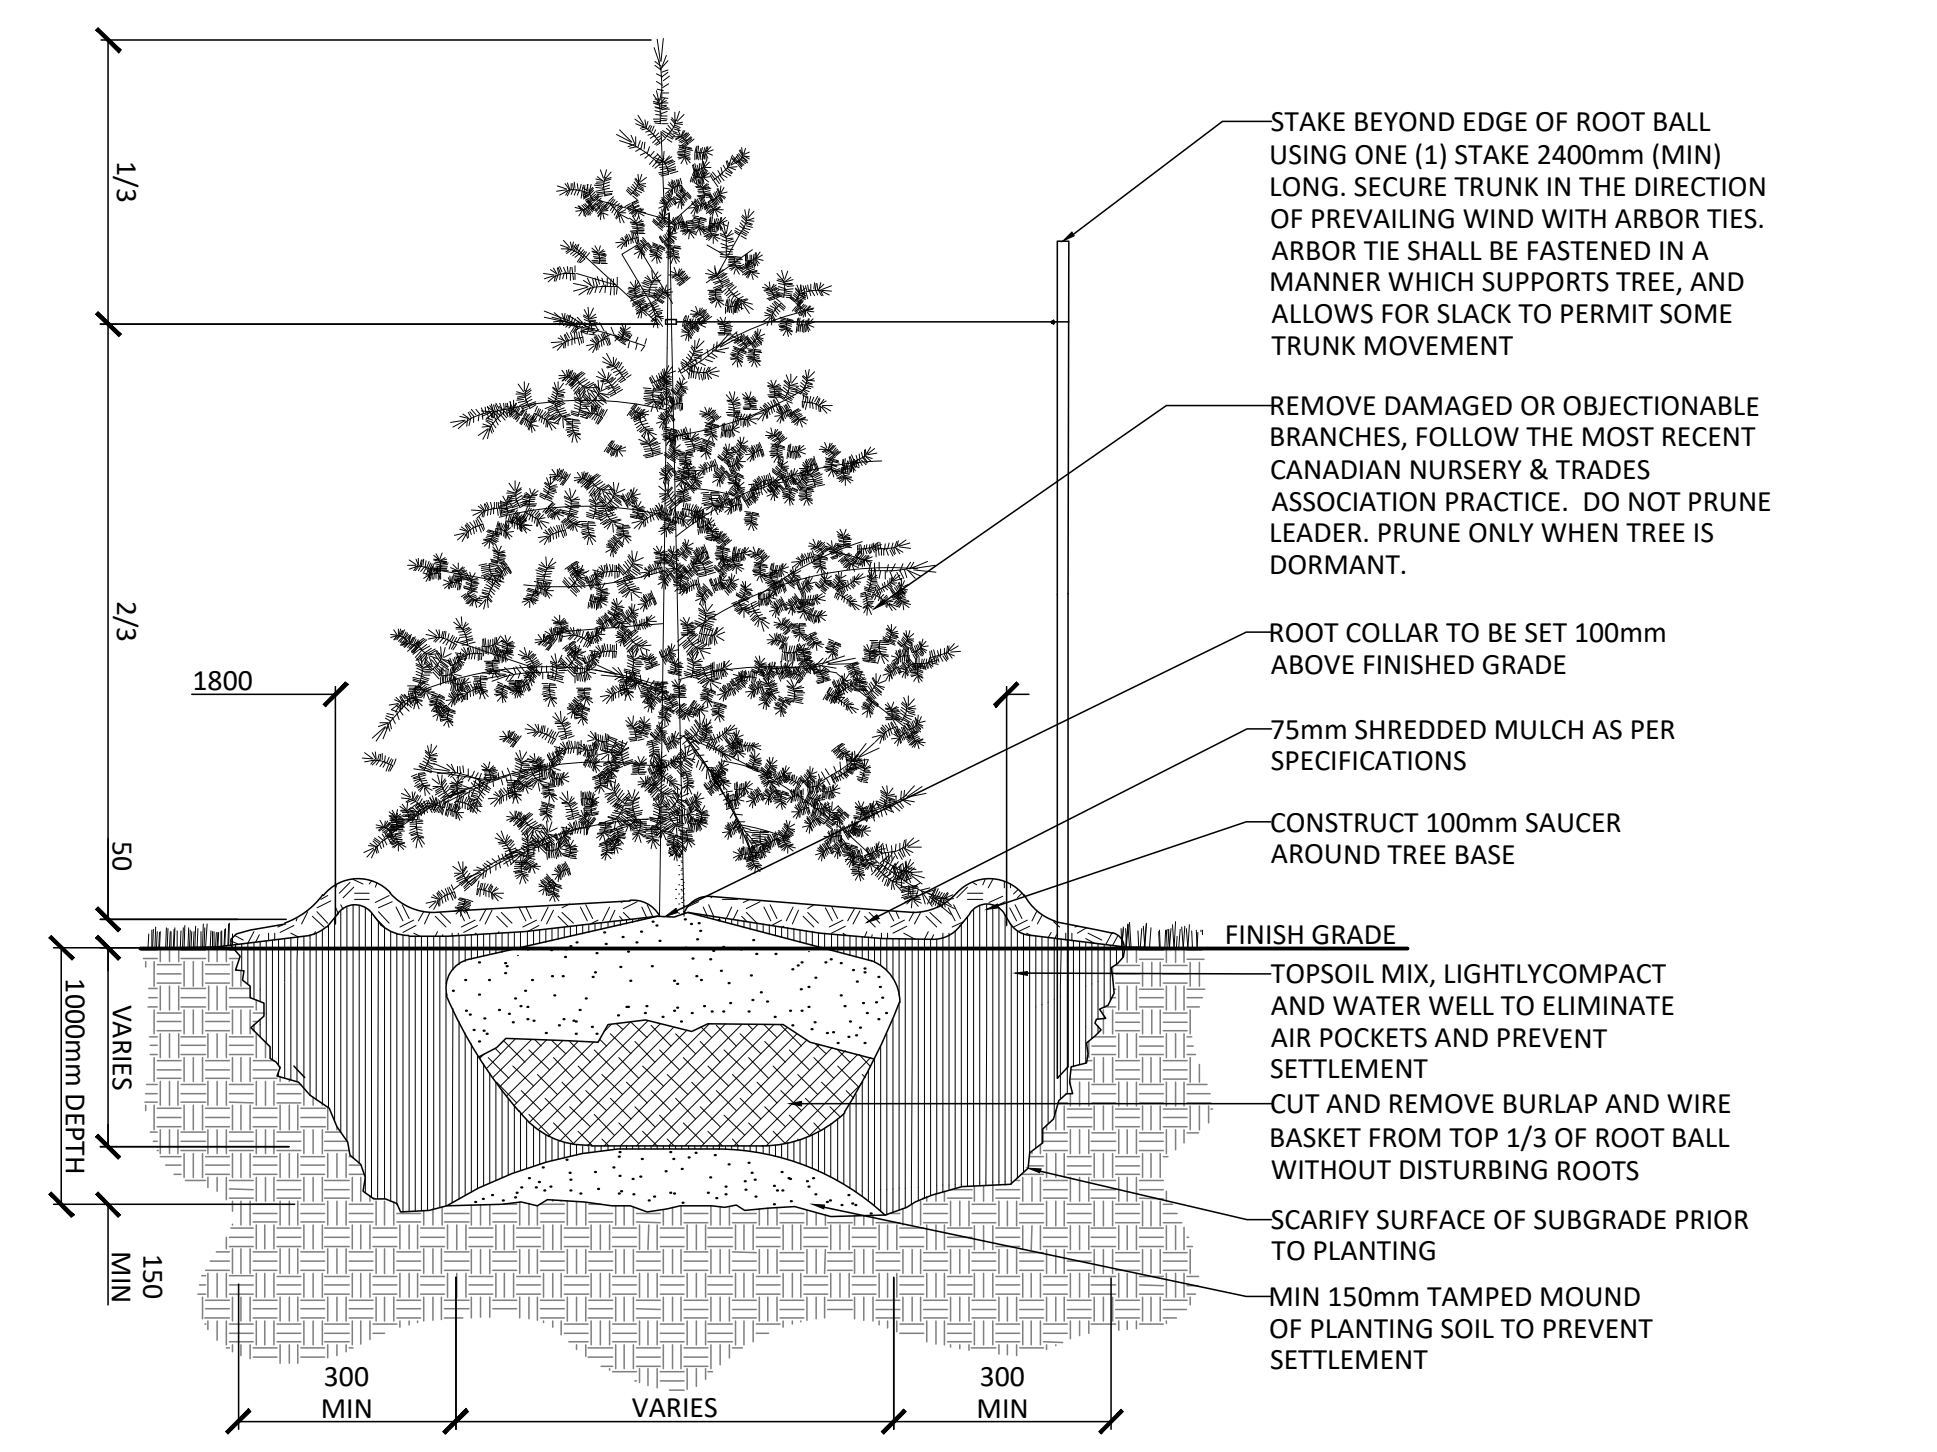 STAKE BEYOND EDGE OF ROOT BALL
USING ONE (1) STAKE 2400mm (MIN)
LONG. SECURE TRUNK IN THE DIRECTION
OF PREVAILING WIND WITH ARBOR TIES.
ARBOR TIE SHALL BE FASTENED IN A
MANNER WHICH SUPPORTS TREE, AND
ALLOWS FOR SLACK TO PERMIT SOME
TRUNK MOVEMENT
REMOVE DAMAGED OR OBJECTIONABLE
BRANCHES, FOLLOW THE MOST RECENT
CANADIAN NURSERY & TRADES
ASSOCIATION PRACTICE.  DO NOT PRUNE
LEADER. PRUNE ONLY WHEN TREE IS
DORMANT.
ROOT COLLAR TO BE SET 100mm
ABOVE FINISHED GRADE
75mm SHREDDED MULCH AS PER
SPECIFICATIONS
CONSTRUCT 100mm SAUCER
AROUND TREE BASE
FINISH GRADE
TOPSOIL MIX, LIGHTLYCOMPACT
AND WATER WELL TO ELIMINATE
AIR POCKETS AND PREVENT
SETTLEMENT
CUT AND REMOVE BURLAP AND WIRE
BASKET FROM TOP 1/3 OF ROOT BALL
WITHOUT DISTURBING ROOTS
SCARIFY SURFACE OF SUBGRADE PRIOR
TO PLANTING
MIN 150mm TAMPED MOUND
OF PLANTING SOIL TO PREVENT
SETTLEMENT
1/3
2/3
1800
50
VARIES
1000mm DEPTH
150
MIN
300
MIN
VARIES
300
MIN